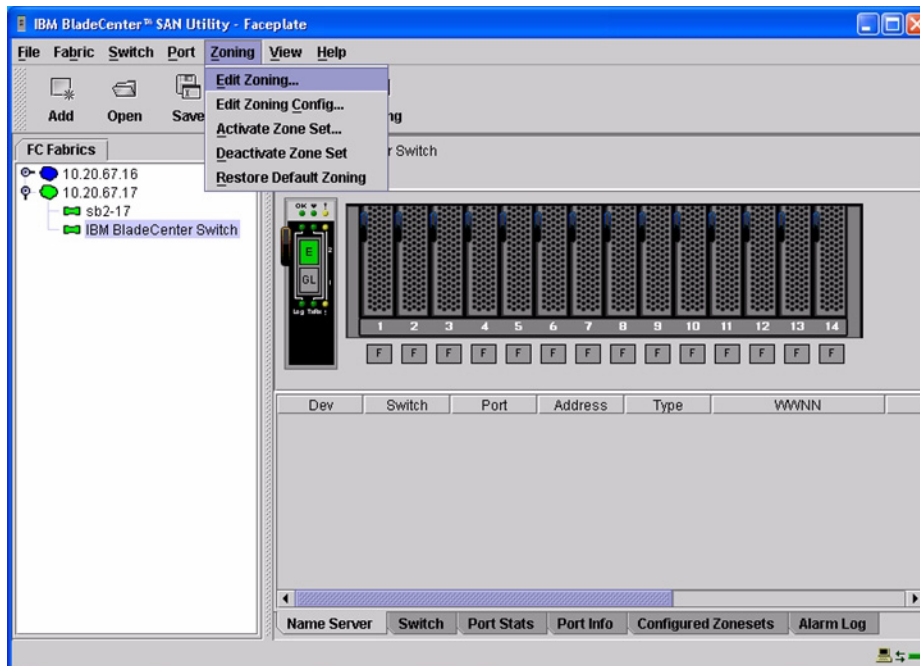 IBM BladeCenter™ SAN Utility - Faceplate
File Fabric Switch Port Zoning View Help
Add Open Save ng
Edit Zoning...
Edit Zoning Config...
Activate Zone Set...
Deactivate Zone Set
Restore Default Zoning
FC Fabrics
r Switch
10.20.67.16
10.20.67.17
sb2-17
IBM BladeCenter Switch
OK
E 2
GL 1
1 2 3 4 5 6 7 8 9 10 11 12 13 14
F F F F F F F F F F F F F F
Dev Switch Port Address Type WWNN
Name Server Switch Port Stats Port Info Configured Zonesets Alarm Log